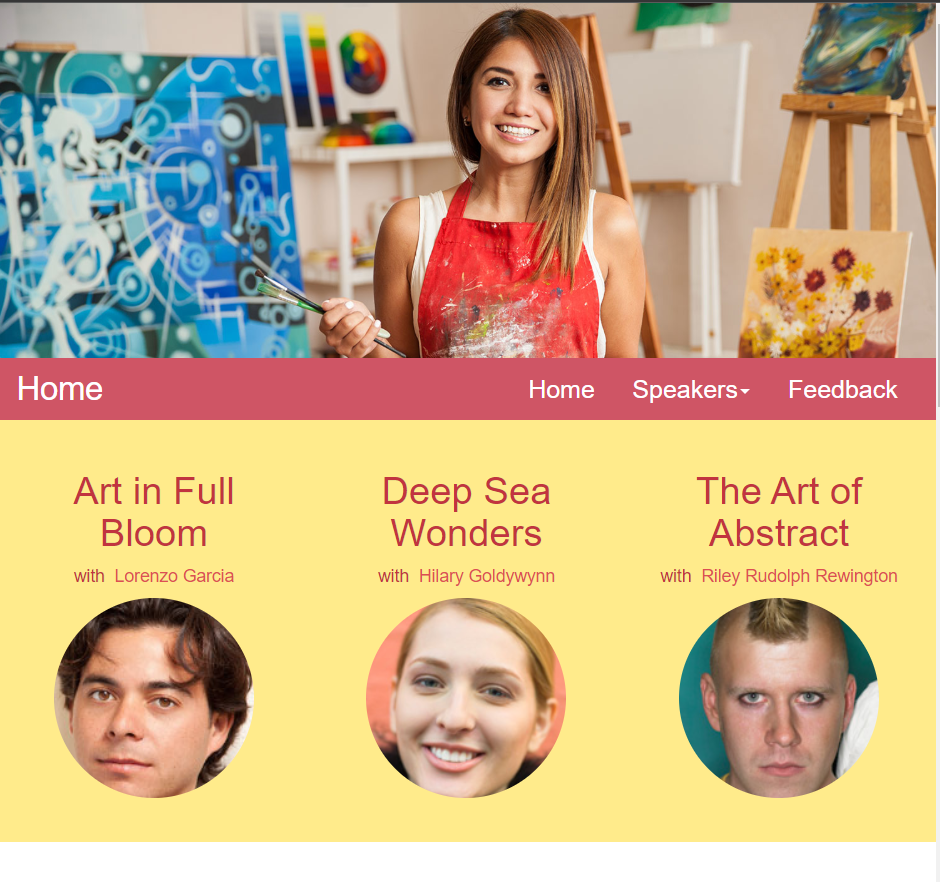 Home
Home Speakers Feedback
Art in Full
Bloom
with Lorenzo Garcia
Deep Sea
Wonders
with Hilary Goldywynn
The Art of
Abstract
with Riley Rudolph Rewington